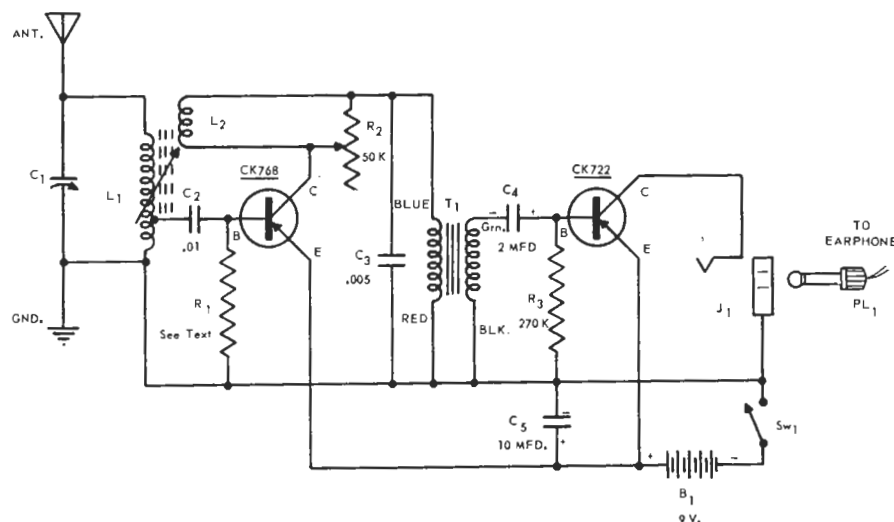 ANT.
C1
L1
L2
C2
.01
CK768
C
B
E
R1
See Text
R2
50 K
C3
.005
BLUE
RED
T1
Grn.
BLK.
C4
- +
2 MFD
CK722
C
B
E
R3
270 K
J1
TO
EARPHONE
PL1
GND.
C5
-
10 MFD.
+
Sw1
+ -
B1
9 V.